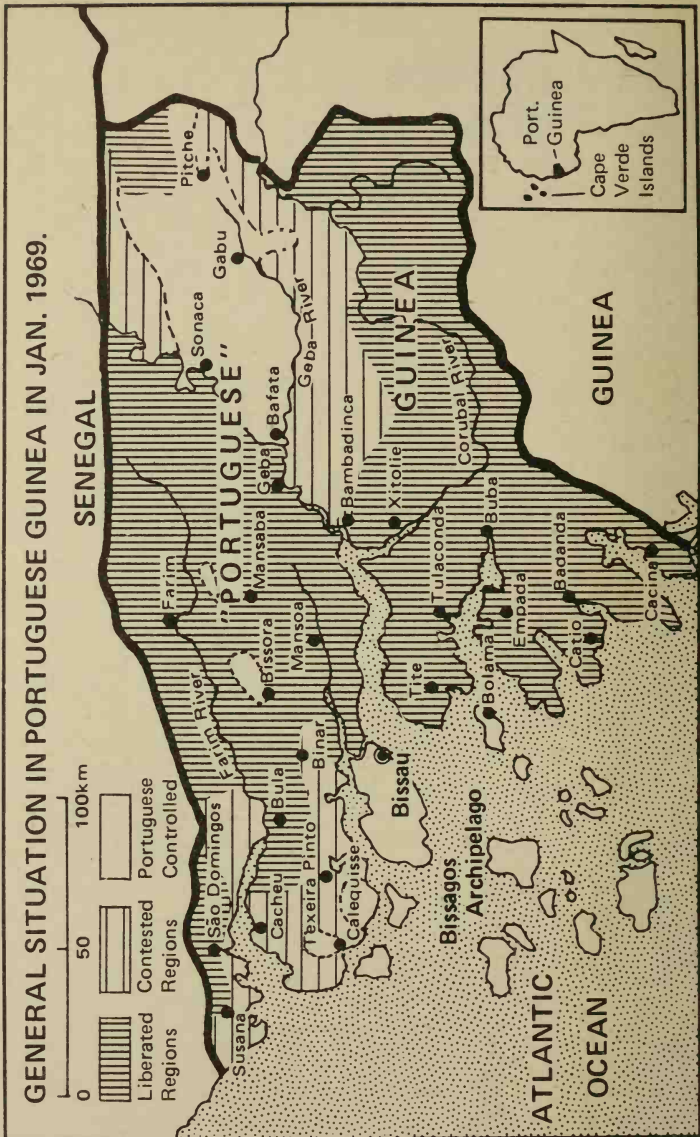 GENERAL SITUATION IN PORTUGUESE GUINEA IN JAN. 1969.
0
50
100km
Liberated
Regions
Contested
Regions
Portuguese
Controlled
SENEGAL
"PORTUGUESE"
GUINEA
GUINEA
Susana
São Domingos
Farim River
Farim
Cacheu
Bula
Binar
Bissora
Mansoa
Mansaba
Texeira Pinto
Calequisse
Bissau
Sonaca
Gabu
Pitche
Geba
Bafata
Geba River
Bambadinca
Xitolie
Corubal River
Tite
Tulaconda
Buba
Bolama
Empada
Badanda
Catio
Cacina
Bissagos
Archipelago
ATLANTIC
OCEAN
Port.
Guinea
Cape
Verde
Islands